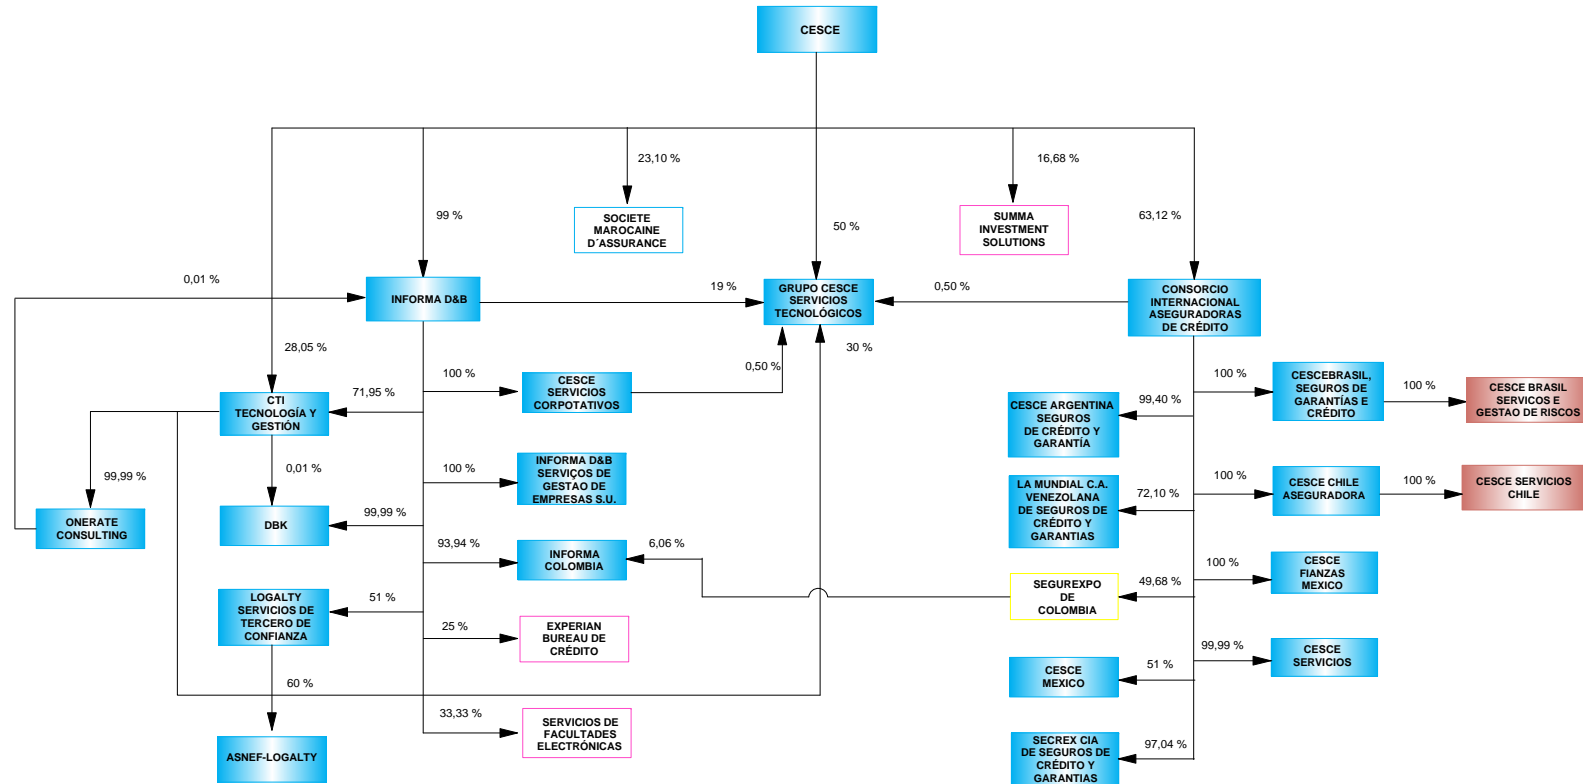 CESCE
23,10 %
16,68 %
99 %
SOCIETE
MAROCAINE
D´ASSURANCE
50 %
SUMMA
INVESTMENT
SOLUTIONS
63,12 %
0,01 %
INFORMA D&B
19 %
GRUPO CESCE
SERVICIOS
TECNOLÓGICOS
0,50 %
CONSORCIO
INTERNACIONAL
ASEGURADORAS
DE CRÉDITO
28,05 %
30 %
0,50 %
71,95 %
100 %
CTI
TECNOLOGÍA Y
GESTIÓN
CESCE
SERVICIOS
CORPOTATIVOS
CESCE ARGENTINA
SEGUROS
DE CRÉDITO Y
GARANTÍA
99,40 %
100 %
CESCEBRASIL,
SEGUROS DE
GARANTÍAS E
CRÉDITO
100 %
CESCE BRASIL
SERVICOS E
GESTAO DE RISCOS
99,99 %
0,01 %
100 %
INFORMA D&B
SERVIÇOS DE
GESTAO DE
EMPRESAS S.U.
LA MUNDIAL C.A.
VENEZOLANA
DE SEGUROS DE
CRÉDITO Y
GARANTIAS
72,10 %
100 %
CESCE CHILE
ASEGURADORA
100 %
CESCE SERVICIOS
CHILE
ONERATE
CONSULTING
DBK
99,99 %
93,94 %
INFORMA
COLOMBIA
6,06 %
SEGUREXPO
DE
COLOMBIA
49,68 %
100 %
CESCE
FIANZAS
MEXICO
LOGALTY
SERVICIOS DE
TERCERO DE
CONFIANZA
51 %
25 %
EXPERIAN
BUREAU DE
CRÉDITO
99,99 %
CESCE
SERVICIOS
60 %
CESCE
MEXICO
51 %
33,33 %
SERVICIOS DE
FACULTADES
ELECTRÓNICAS
ASNEF-LOGALTY
SECREX CIA
DE SEGUROS DE
CRÉDITO Y
GARANTIAS
97,04 %